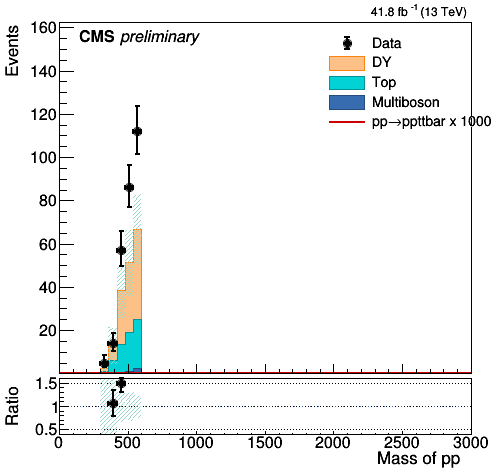 41.8 fb⁻¹ (13 TeV)
CMS preliminary
Events
160
140
120
100
80
60
40
20
Data
DY
Top
Multiboson
pp→ppttbar x 1000
Ratio
1.5
1
0.5
0 500 1000 1500 2000 2500 3000
Mass of pp